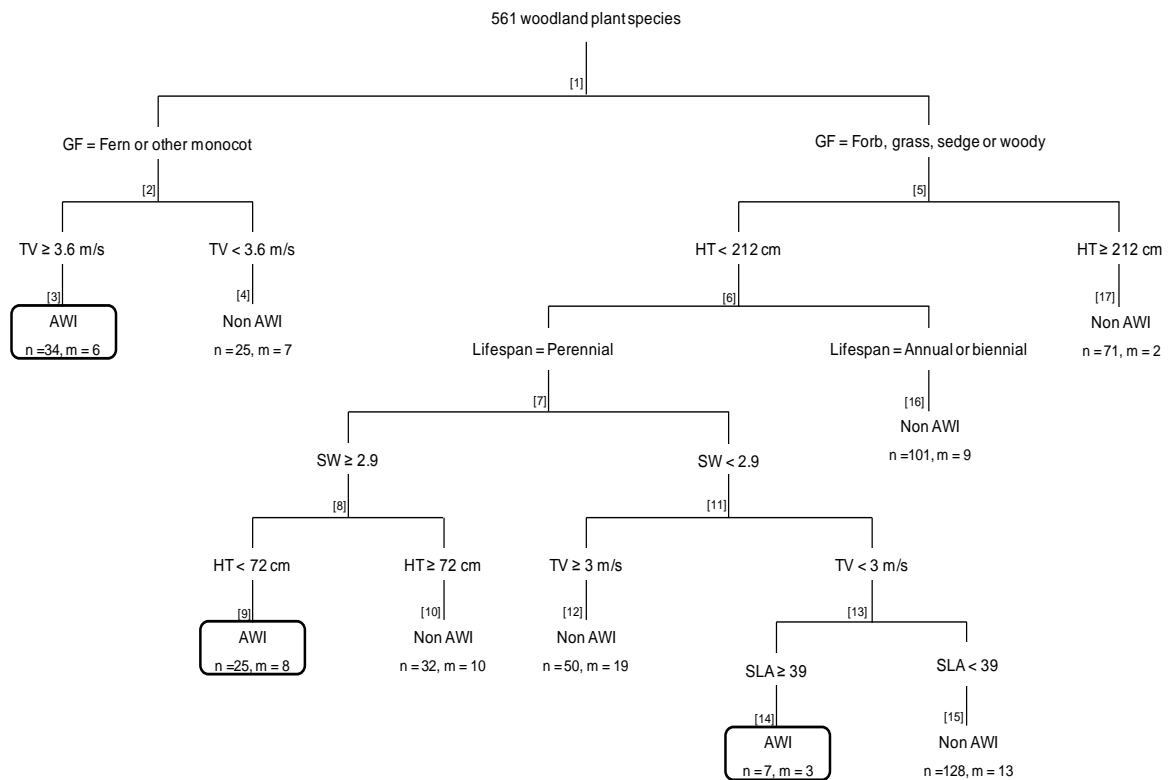 561 woodland plant species
[1]
GF = Fern or other monocot
GF = Forb, grass, sedge or woody
[2]
[5]
TV ≥ 3.6 m/s
TV < 3.6 m/s
HT < 212 cm
HT ≥ 212 cm
[3]
[4]
[6]
[17]
AWI
n =34, m = 6
Non AWI
n = 25, m = 7
Non AWI
n = 71, m = 2
Lifespan = Perennial
Lifespan = Annual or biennial
[7]
[16]
Non AWI
n =101, m = 9
SW ≥ 2.9
SW < 2.9
[8]
[11]
HT < 72 cm
HT ≥ 72 cm
TV ≥ 3 m/s
TV < 3 m/s
[9]
[10]
[12]
[13]
AWI
n =25, m = 8
Non AWI
n = 32, m = 10
Non AWI
n = 50, m = 19
SLA ≥ 39
SLA < 39
[14]
[15]
AWI
n = 7, m = 3
Non AWI
n=128, m = 13